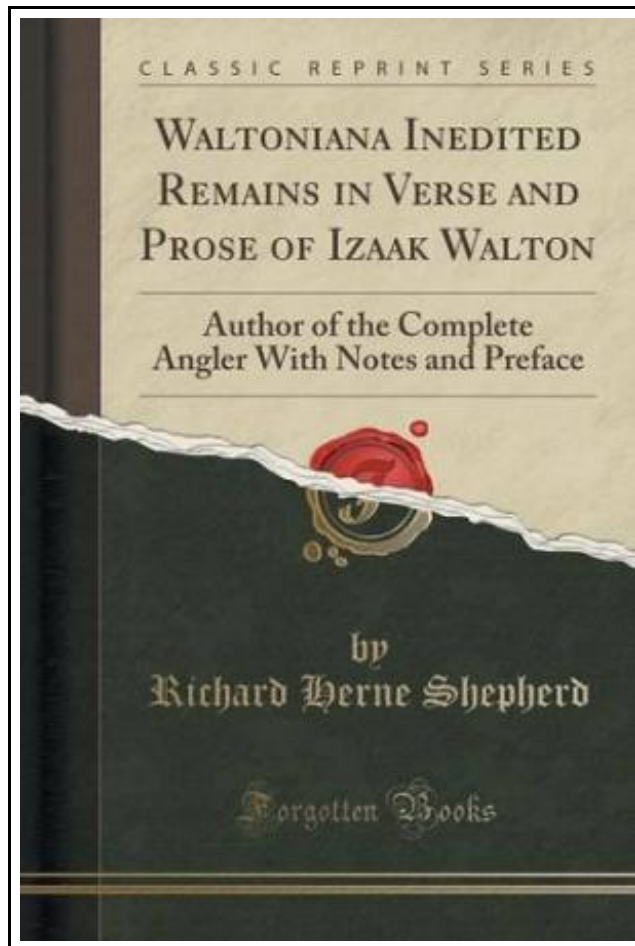 CLASSIC REPRINT SERIES
WALTONIANA INEDITED
REMAINS IN VERSE AND
PROSE OF IZAAK WALTON
Author of the Complete
Angler With Notes and Preface
by
Richard Herne Shepherd
Forgotten Books